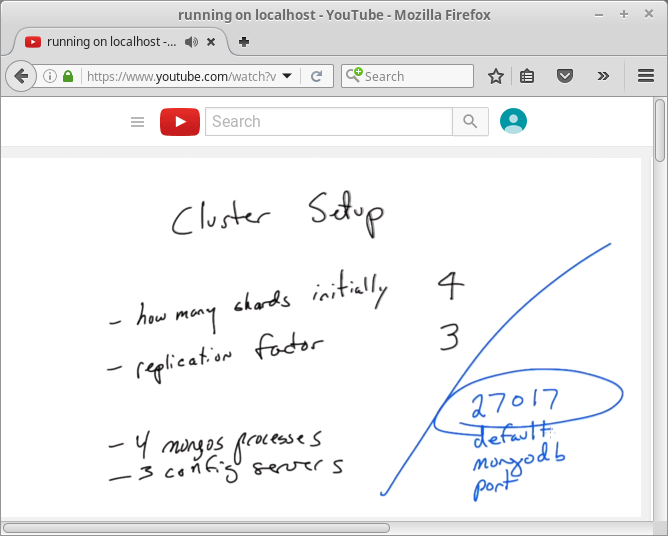 running on localhost - YouTube - Mozilla Firefox
running on localhost -...
https://www.youtube.com/watch?v
Search
Search
Cluster Setup
- how many shards initially 4
- replication factor 3
27017
default
mongodb
port
- 4 mongos processes
- 3 config servers